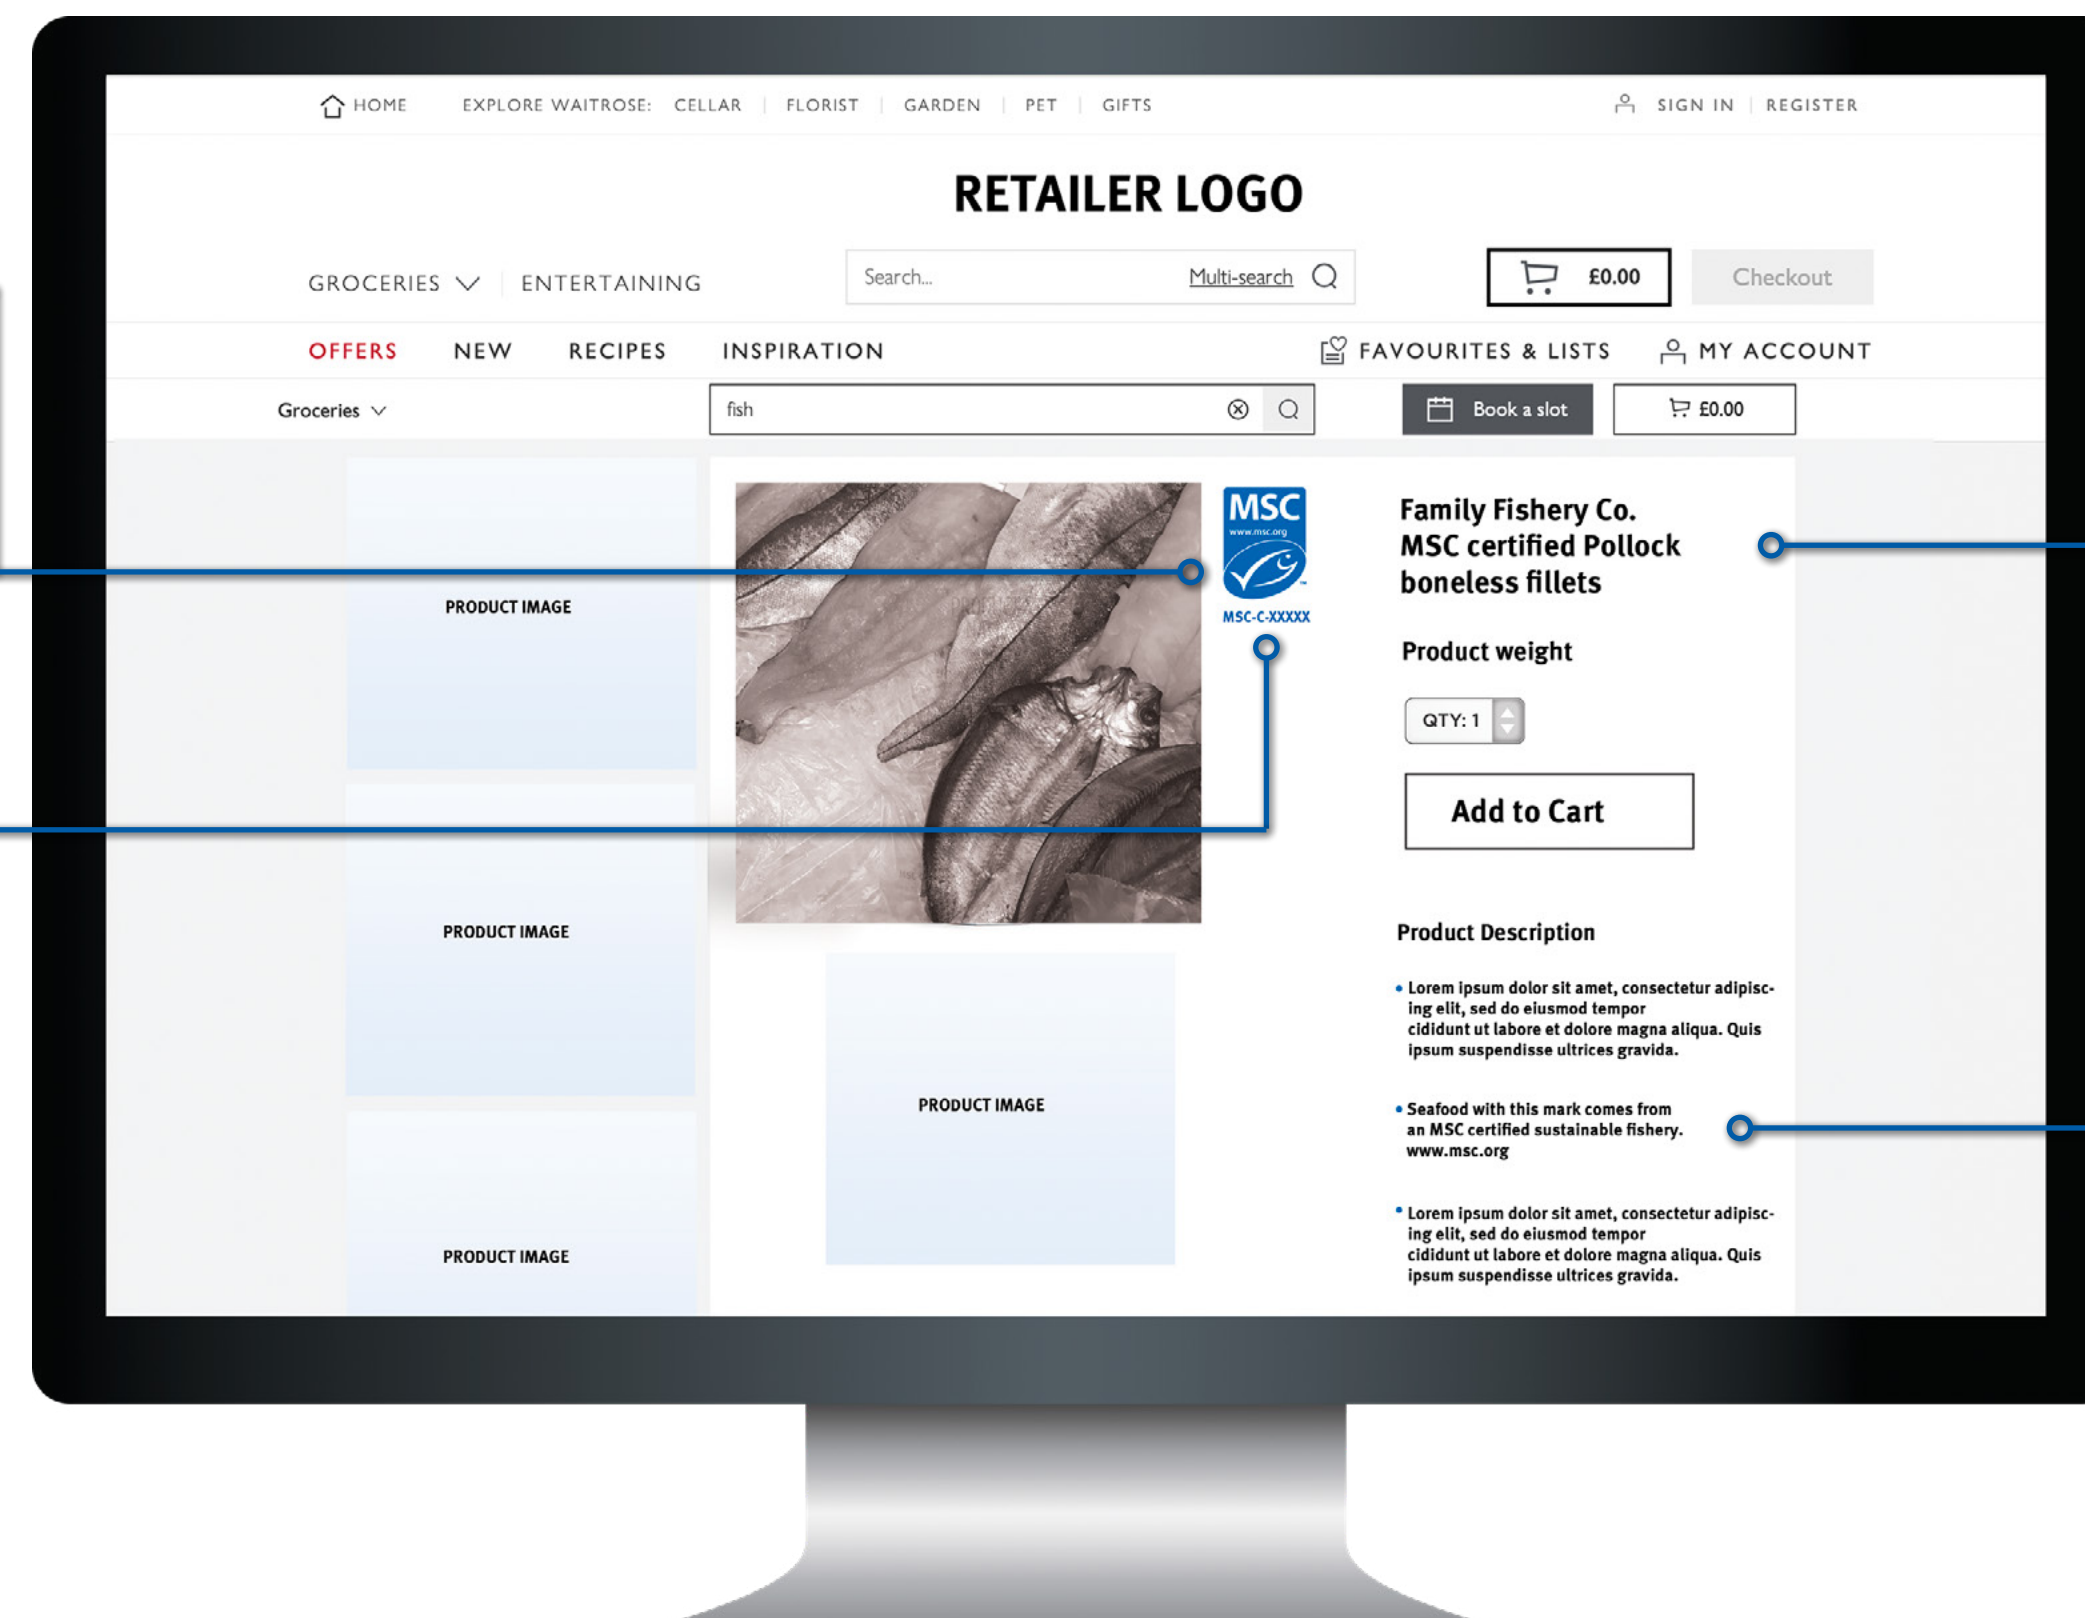 HOME EXPLORE WAITROSE: CELLAR FLORIST GARDEN PET GIFTS SIGN IN REGISTER
RETAILER LOGO
GROCERIES ENTERTAINING Search... Multi-search £0.00 Checkout
OFFERS NEW RECIPES INSPIRATION FAVOURITES & LISTS MY ACCOUNT
Groceries fish Book a slot £0.00
PRODUCT IMAGE
PRODUCT IMAGE
PRODUCT IMAGE
MSC
www.msc.org
MSC-C-XXXXX
PRODUCT IMAGE
Family Fishery Co.
MSC certified Pollock
boneless fillets
Product weight
QTY: 1
Add to Cart
Product Description
• Lorem ipsum dolor sit amet, consectetur adipisc-
ing elit, sed do eiusmod tempor
cididunt ut labore et dolore magna aliqua. Quis
ipsum suspendisse ultrices gravida.
• Seafood with this mark comes from
an MSC certified sustainable fishery.
www.msc.org
• Lorem ipsum dolor sit amet, consectetur adipisc-
ing elit, sed do eiusmod tempor
cididunt ut labore et dolore magna aliqua. Quis
ipsum suspendisse ultrices gravida.